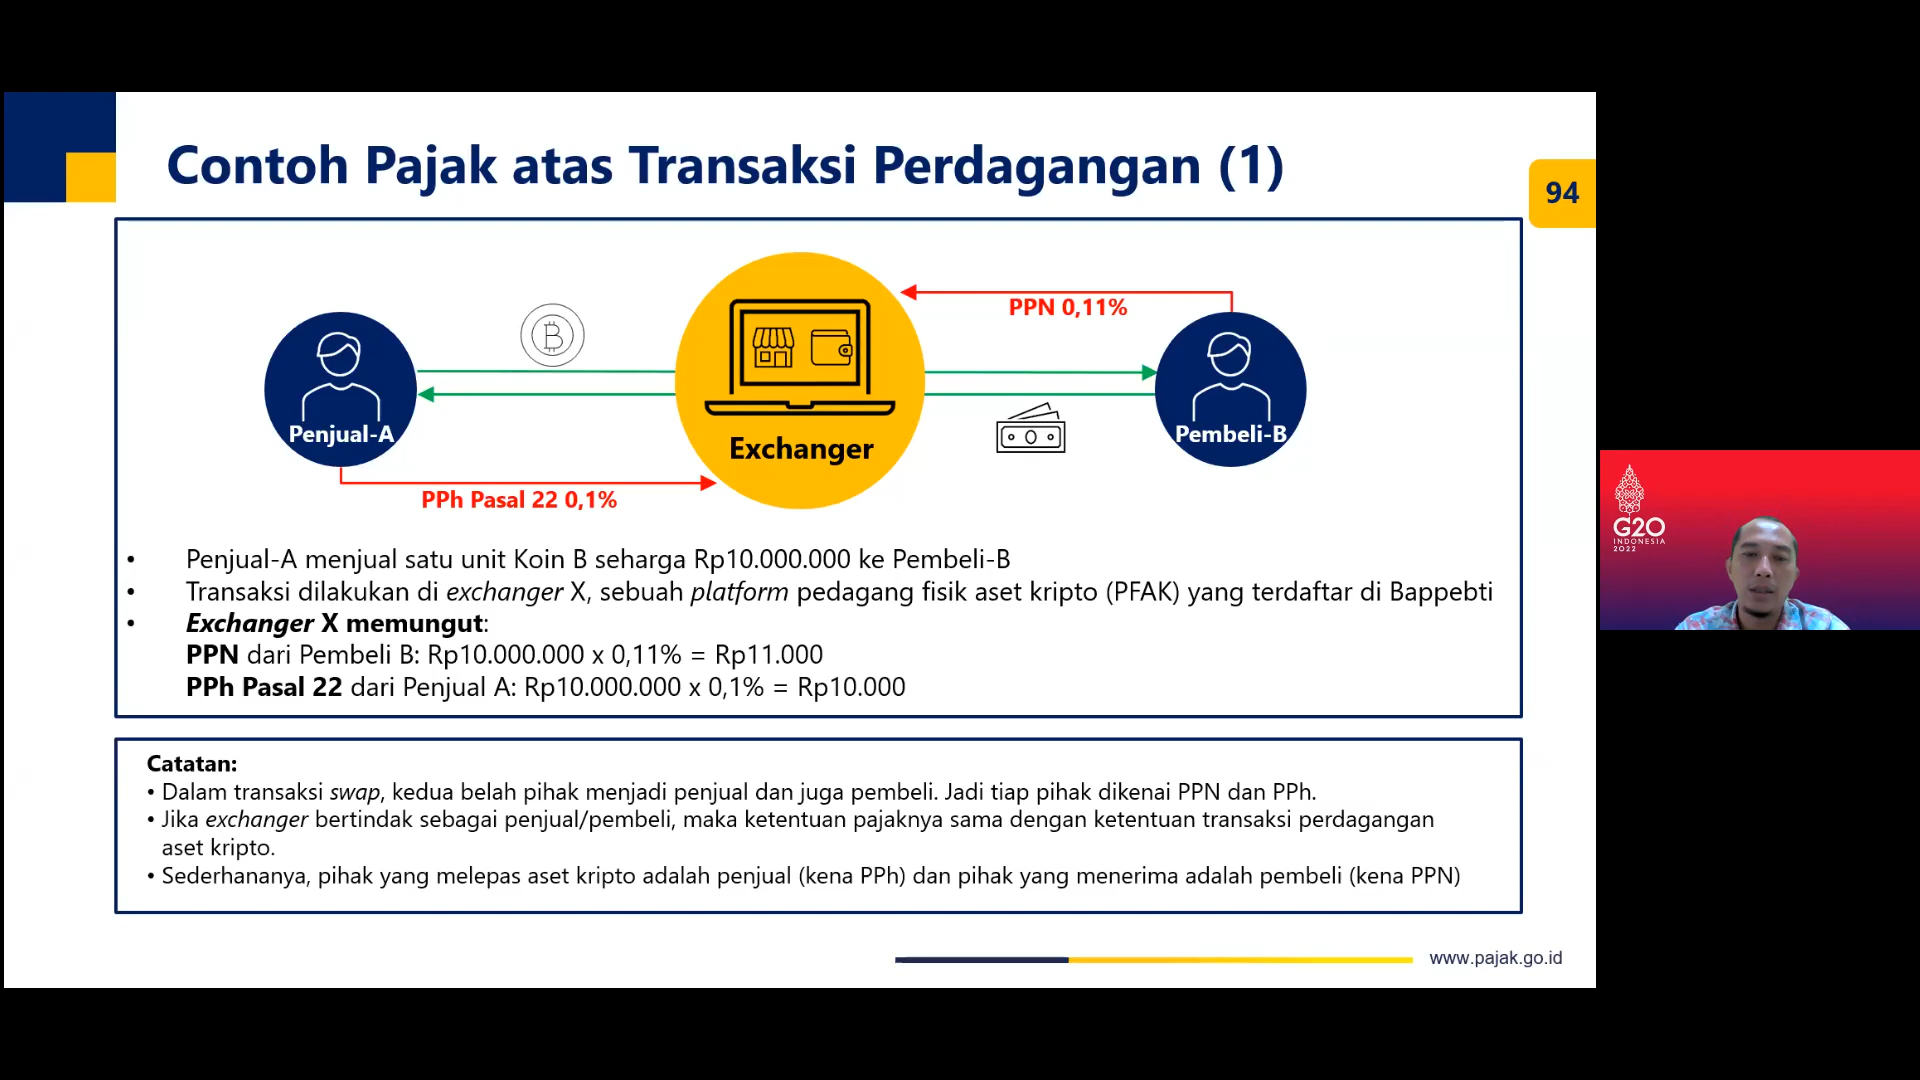 Contoh Pajak atas Transaksi Perdagangan (1)
94
PPN 0,11%
Penjual-A
Exchanger
Pembeli-B
PPh Pasal 22 0,1%
• Penjual-A menjual satu unit Koin B seharga Rp10.000.000 ke Pembeli-B
• Transaksi dilakukan di exchanger X, sebuah platform pedagang fisik aset kripto (PFAK) yang terdaftar di Bappebti
• Exchanger X memungut:
PPN dari Pembeli B: Rp10.000.000 x 0,11% = Rp11.000
PPh Pasal 22 dari Penjual A: Rp10.000.000 x 0,1% = Rp10.000
Catatan:
• Dalam transaksi swap, kedua belah pihak menjadi penjual dan juga pembeli. Jadi tiap pihak dikenai PPN dan PPh.
• Jika exchanger bertindak sebagai penjual/pembeli, maka ketentuan pajaknya sama dengan ketentuan transaksi perdagangan
aset kripto.
• Sederhananya, pihak yang melepas aset kripto adalah penjual (kena PPh) dan pihak yang menerima adalah pembeli (kena PPN)
www.pajak.go.id
G20
INDONESIA
2022